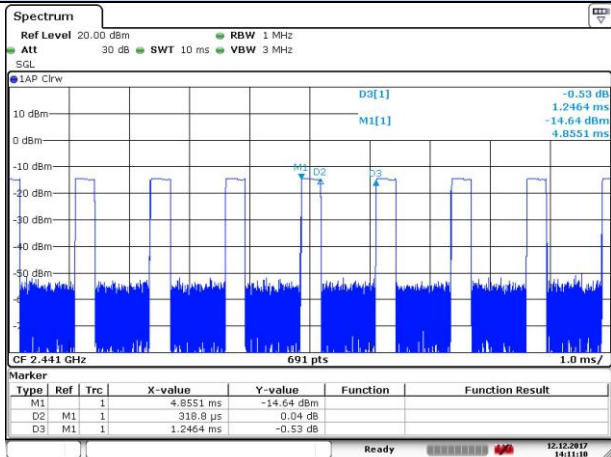 Spectrum
Ref Level 20.00 dBm RBW 1 MHz
Att 30 dB SWT 10 ms VBW 3 MHz
SGL
1AP Clrw
D3[1] -0.53 dB
1.2464 ms
10 dBm M1[1] -14.64 dBm
4.8551 ms
0 dBm
-10 dBm
M1 D2 D3
-20 dBm
-30 dBm
-40 dBm
-50 dBm
CF 2.441 GHz 691 pts 1.0 ms/
Marker
Type Ref Trc X-value Y-value Function Function Result
M1 1 4.8551 ms -14.64 dBm
D2 M1 1 318.8 µs 0.04 dB
D3 M1 1 1.2464 ms -0.53 dB
Ready 12.12.2017
14:11:10